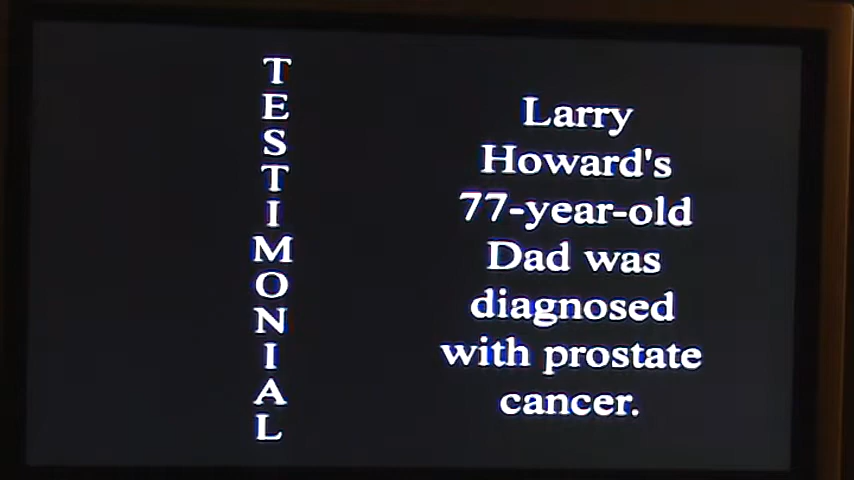 TESTIMONIAL
Larry
Howard's
77-year-old
Dad was
diagnosed
with prostate
cancer.